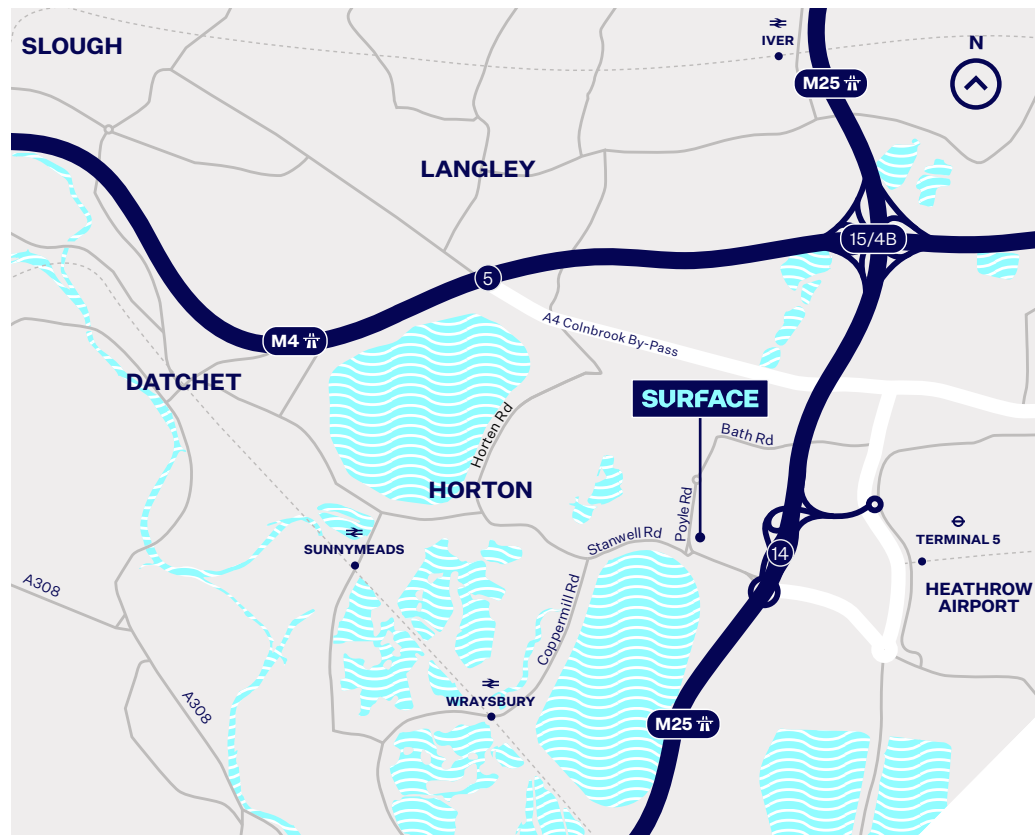 SLOUGH
IVER
N
M25
LANGLEY
15/4B
5
A4 Colnbrook By-Pass
M4
DATCHET
SURFACE
Horten Rd
Bath Rd
HORTON
Poyle Rd
Stanwell Rd
SUNNYMEADS
14
TERMINAL 5
HEATHROW
AIRPORT
A308
Coppermill Rd
A308
WRAYSBURY
M25